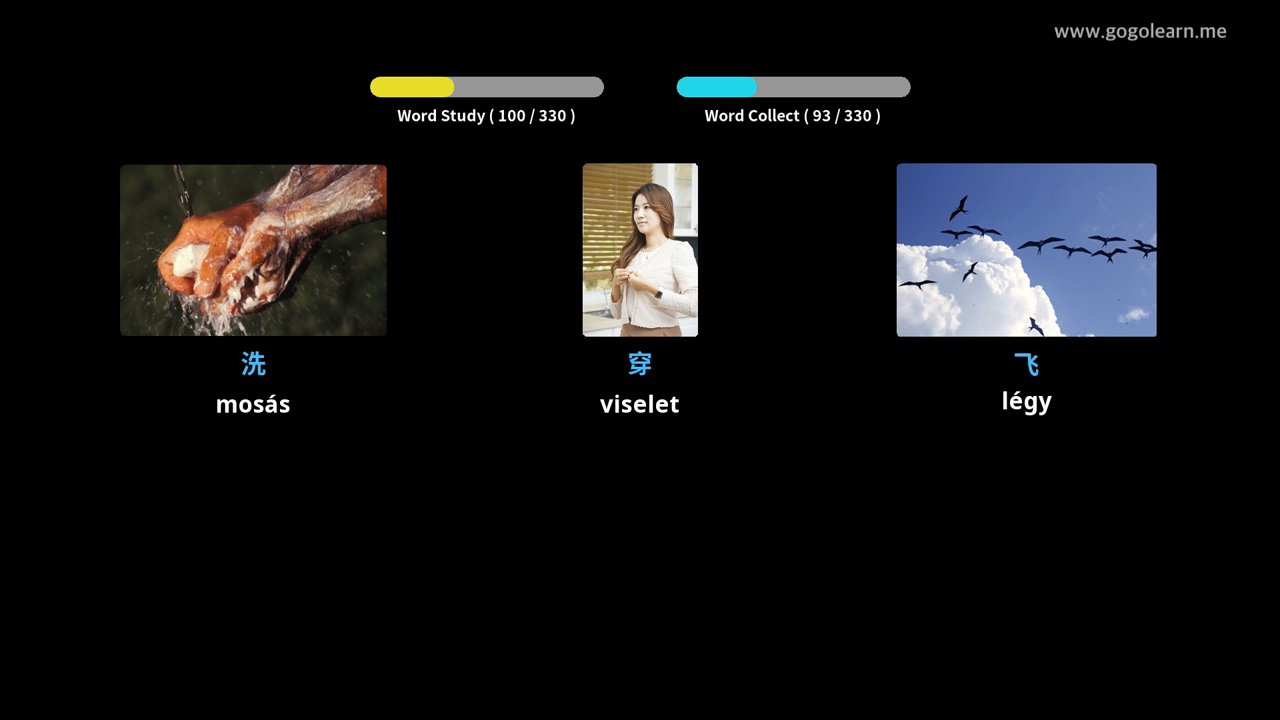 www.gogolearn.me
Word Study ( 100 / 330 )
Word Collect ( 93 / 330 )
洗
穿
飞
mosás
viselet
légy